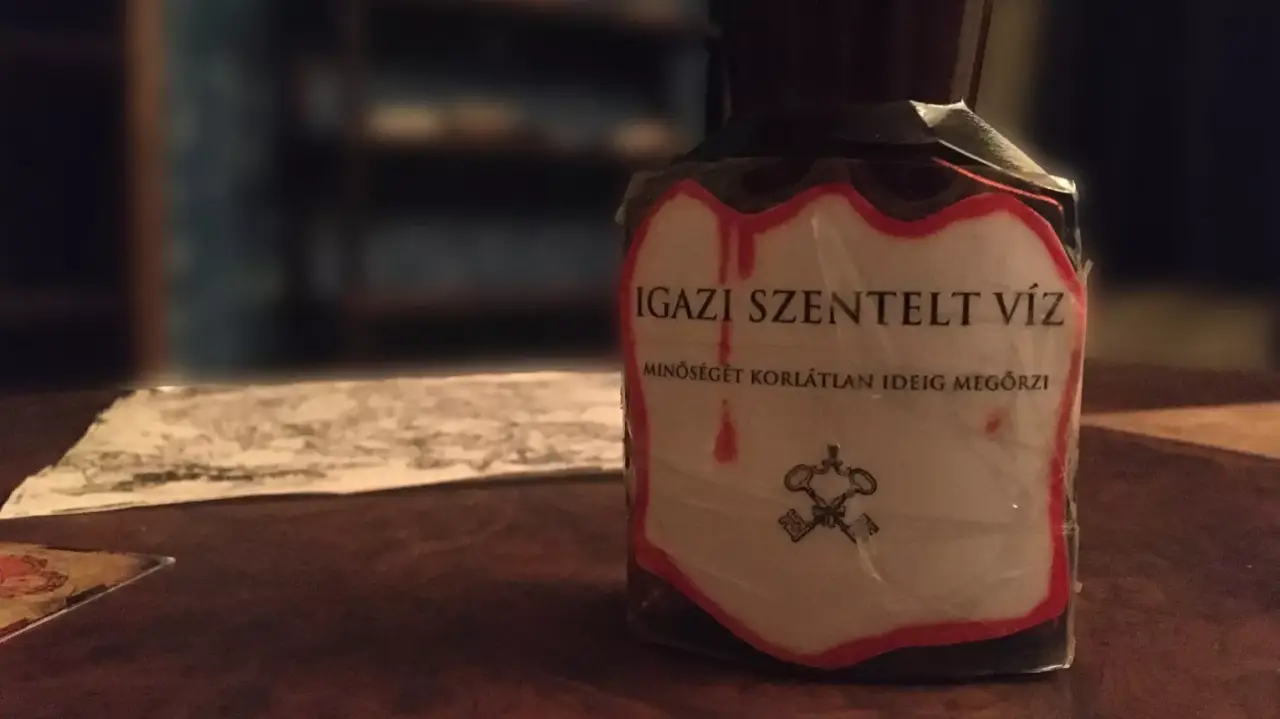 IGAZI SZENTELT VÍZ
MINŐSÉGÉT KORLÁTLAN IDEIG MEGŐRZI